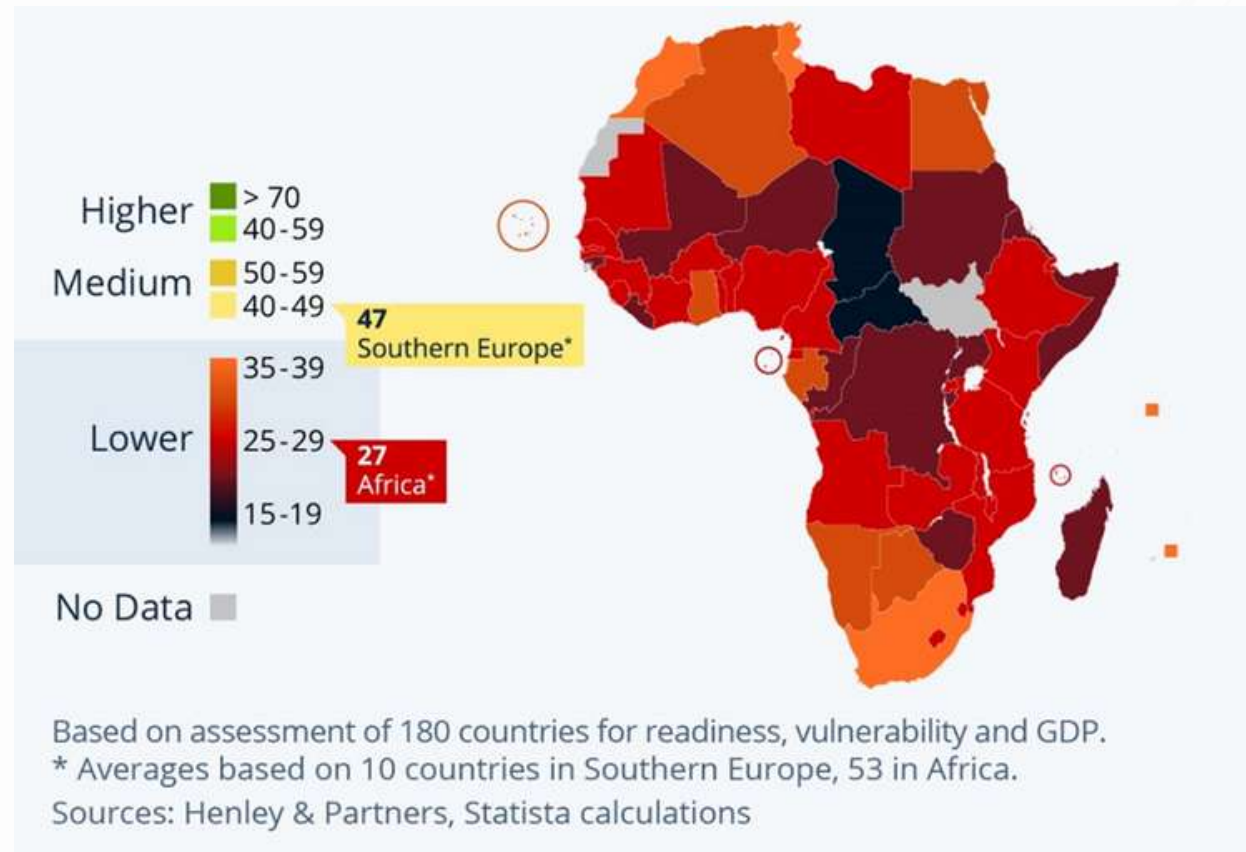 Higher
> 70
40-59
Medium
50-59
40-49
47
Southern Europe*
Lower
35-39
25-29
27
Africa*
15-19
No Data
Based on assessment of 180 countries for readiness, vulnerability and GDP.
* Averages based on 10 countries in Southern Europe, 53 in Africa.
Sources: Henley & Partners, Statista calculations